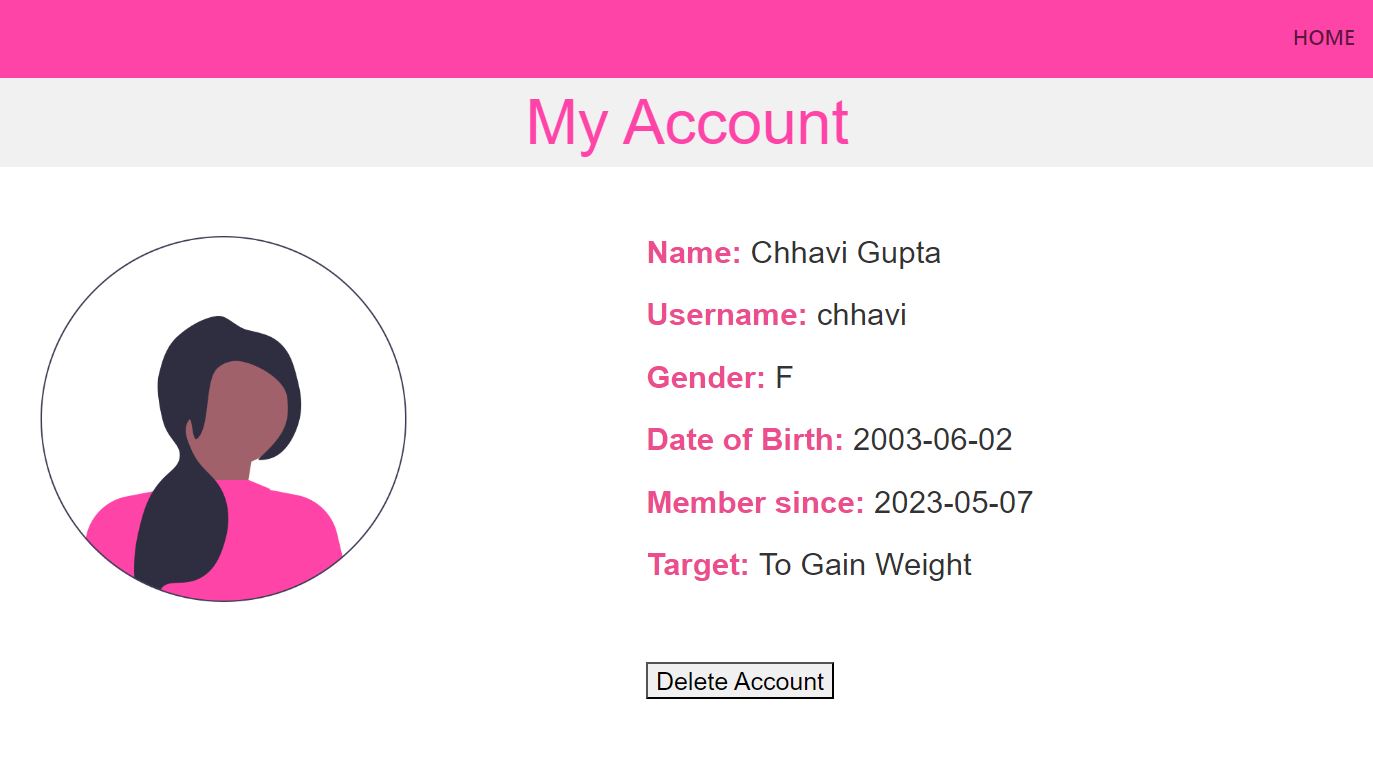 HOME
My Account
Name: Chhavi Gupta
Username: chhavi
Gender: F
Date of Birth: 2003-06-02
Member since: 2023-05-07
Target: To Gain Weight
Delete Account